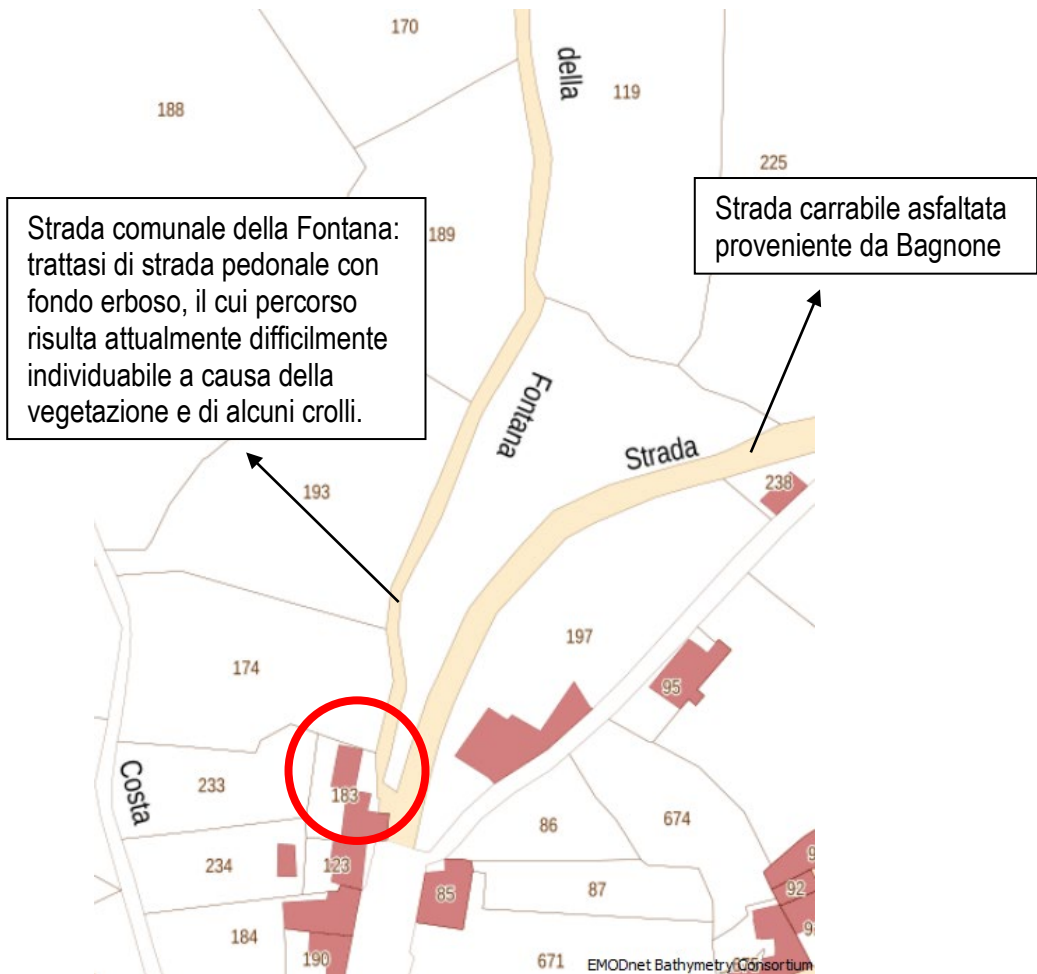 170
della
119
188
225
Strada comunale della Fontana:
trattasi di strada pedonale con
fondo erboso, il cui percorso
risulta attualmente difficilmente
individuabile a causa della
vegetazione e di alcuni crolli.
189
Strada carrabile asfaltata
proveniente da Bagnone
Fontana
Strada
238
193
197
174
95
Costa
233
183
86
674
234
123
85
87
92
184
190
671
EMODnet Bathymetry Consortium